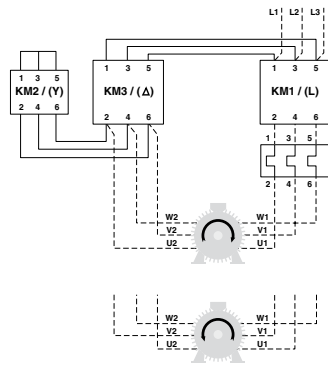 L1 L2 L3
1 3 5 1 3 5 1 3 5
KM2 / (Y) KM3 / (Δ) KM1 / (L)
2 4 6 2 4 6 2 4 6
1 3 5
2 4 6
W2 W1
V2 V1
U2 U1
W2 W1
V2 V1
U2 U1